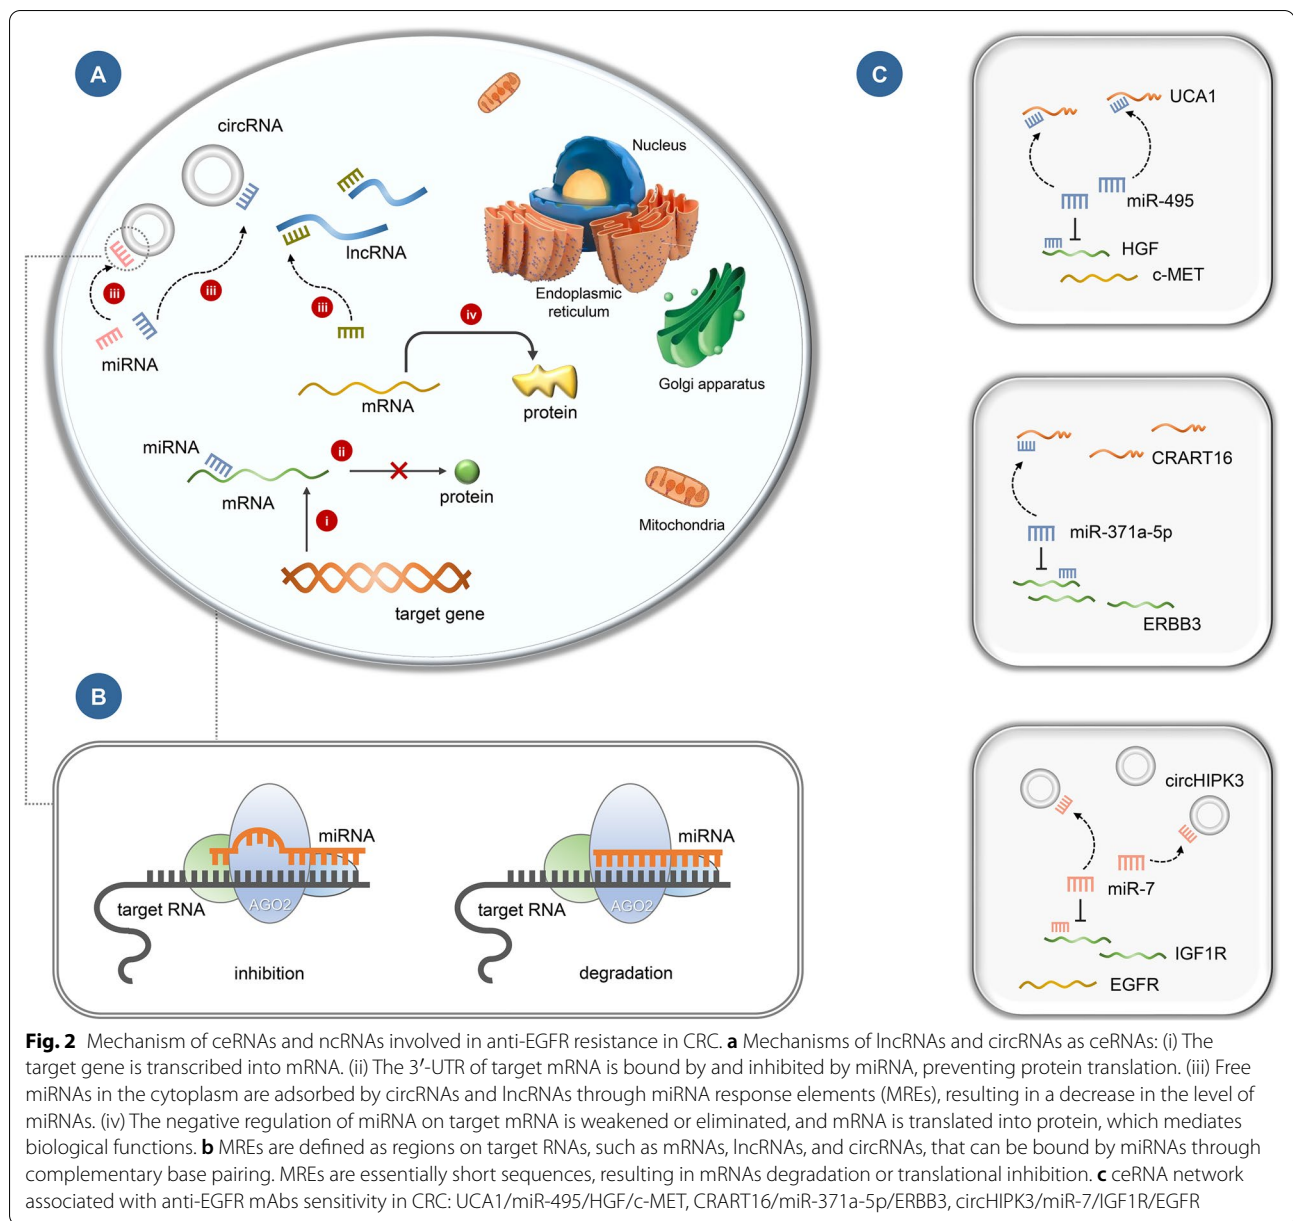 A
circRNA
Nucleus
lncRNA
iii
iii
iii
miRNA
Endoplasmic
reticulum
iv
Golgi apparatus
mRNA
protein
miRNA
ii
mRNA
protein
i
Mitochondria
target gene
B
miRNA
target RNA
AGO2
inhibition
miRNA
target RNA
AGO2
degradation
C
UCA1
miR-495
HGF
c-MET
CRART16
miR-371a-5p
ERBB3
circHIPK3
miR-7
IGF1R
EGFR
Fig. 2 Mechanism of ceRNAs and ncRNAs involved in anti-EGFR resistance in CRC. a Mechanisms of lncRNAs and circRNAs as ceRNAs: (i) The
target gene is transcribed into mRNA. (ii) The 3′-UTR of target mRNA is bound by and inhibited by miRNA, preventing protein translation. (iii) Free
miRNAs in the cytoplasm are adsorbed by circRNAs and lncRNAs through miRNA response elements (MREs), resulting in a decrease in the level of
miRNAs. (iv) The negative regulation of miRNA on target mRNA is weakened or eliminated, and mRNA is translated into protein, which mediates
biological functions. b MREs are defined as regions on target RNAs, such as mRNAs, lncRNAs, and circRNAs, that can be bound by miRNAs through
complementary base pairing. MREs are essentially short sequences, resulting in mRNAs degradation or translational inhibition. c ceRNA network
associated with anti-EGFR mAbs sensitivity in CRC: UCA1/miR-495/HGF/c-MET, CRART16/miR-371a-5p/ERBB3, circHIPK3/miR-7/IGF1R/EGFR